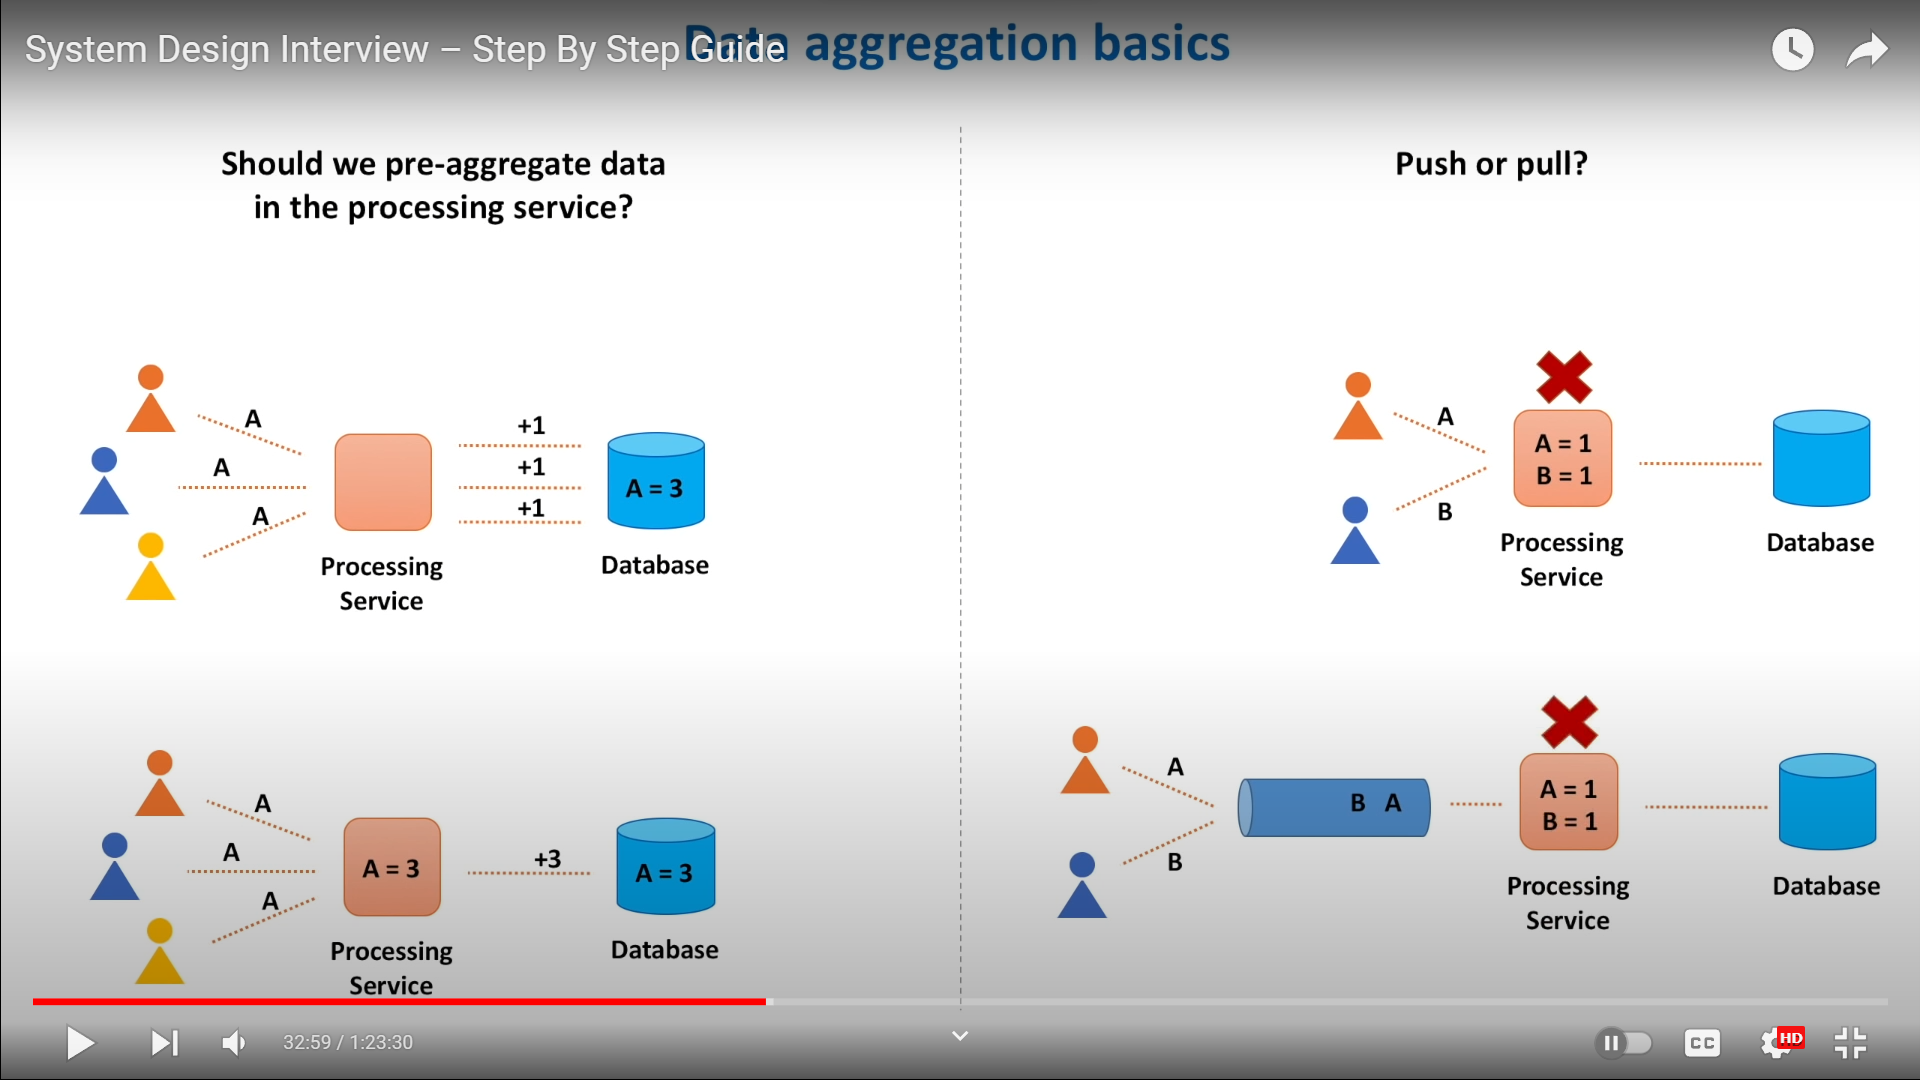 System Design Interview – Step By Step Guide
Data aggregation basics
Should we pre-aggregate data
in the processing service?
A
A
A
+1
+1
+1
A = 3
Processing
Service
Database
A
A
A
A = 3
+3
A = 3
Processing
Service
Database
Push or pull?
A
B
A = 1
B = 1
Processing
Service
Database
A
B
B A
A = 1
B = 1
Processing
Service
Database
32:59 / 1:23:30
CC
HD